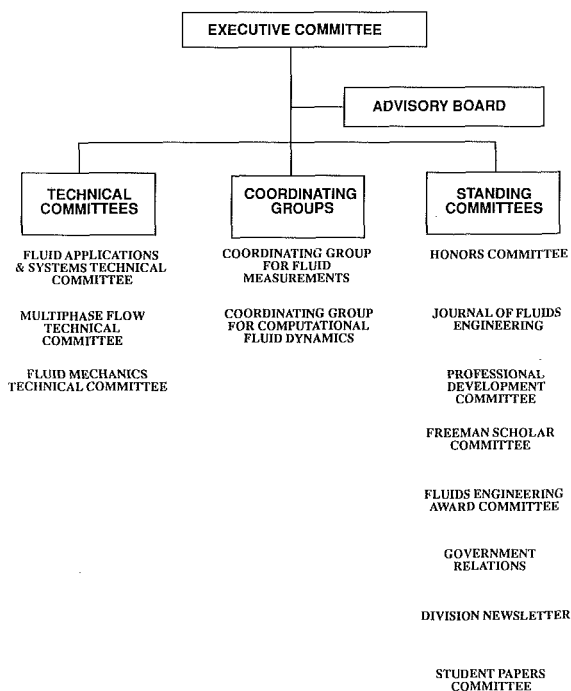 EXECUTIVE COMMITTEE
ADVISORY BOARD
TECHNICAL
COMMITTEES
FLUID APPLICATIONS
& SYSTEMS TECHNICAL
COMMITTEE
MULTIPHASE FLOW
TECHNICAL
COMMITTEE
FLUID MECHANICS
TECHNICAL COMMITTEE
COORDINATING
GROUPS
COORDINATING GROUP
FOR FLUID
MEASUREMENTS
COORDINATING GROUP
FOR COMPUTATIONAL
FLUID DYNAMICS
STANDING
COMMITTEES
HONORS COMMITTEE
JOURNAL OF FLUIDS
ENGINEERING
PROFESSIONAL
DEVELOPMENT
COMMITTEE
FREEMAN SCHOLAR
COMMITTEE
FLUIDS ENGINEERING
AWARD COMMITTEE
GOVERNMENT
RELATIONS
DIVISION NEWSLETTER
STUDENT PAPERS
COMMITTEE